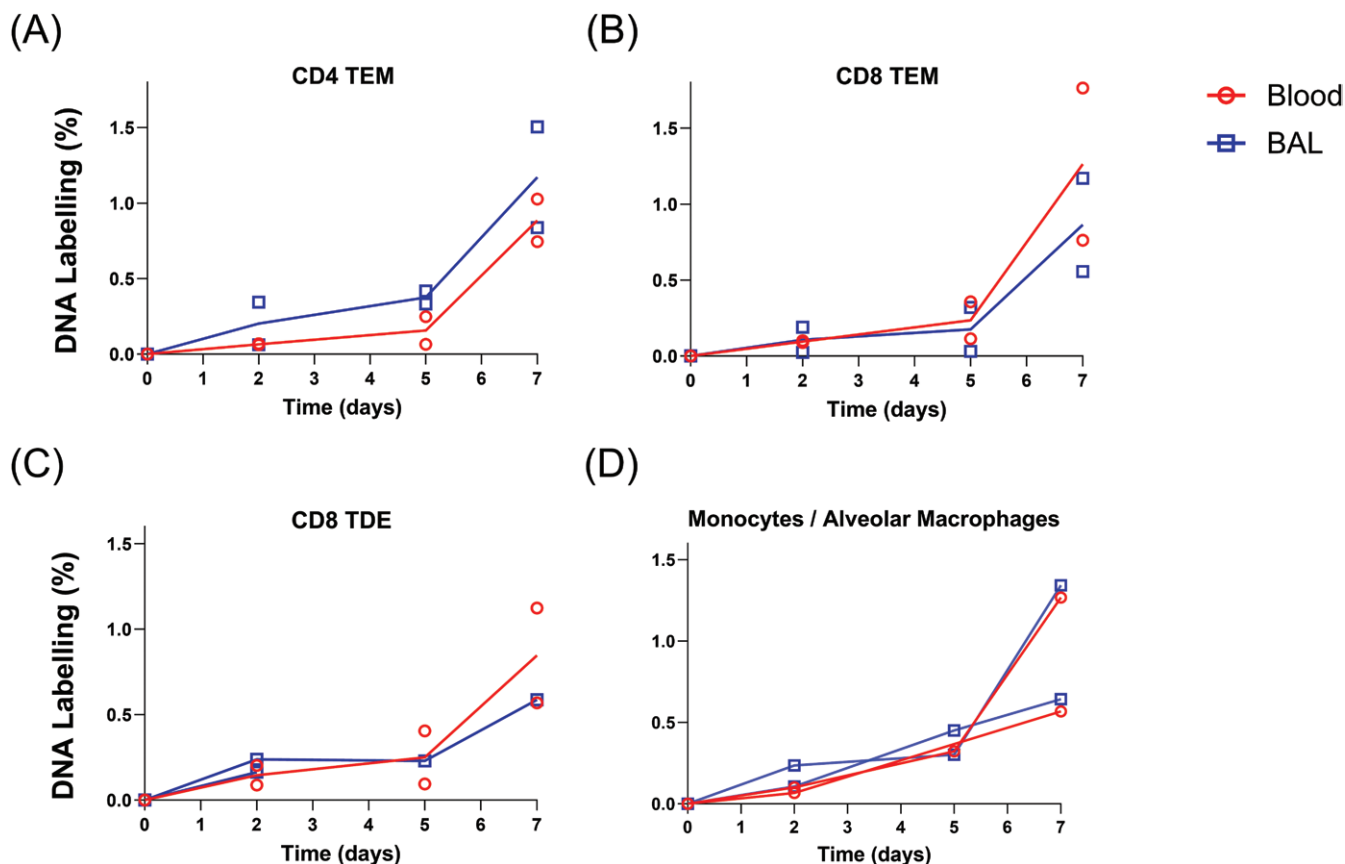 (A)
CD4 TEM
DNA Labelling (%)
1.5
1.0
0.5
0.0
0 1 2 3 4 5 6 7
Time (days)
(B)
CD8 TEM
1.5
1.0
0.5
0.0
0 1 2 3 4 5 6 7
Time (days)
Blood
BAL
(C)
CD8 TDE
DNA Labelling (%)
1.5
1.0
0.5
0.0
0 1 2 3 4 5 6 7
Time (days)
(D)
Monocytes / Alveolar Macrophages
1.5
1.0
0.5
0.0
0 1 2 3 4 5 6 7
Time (days)